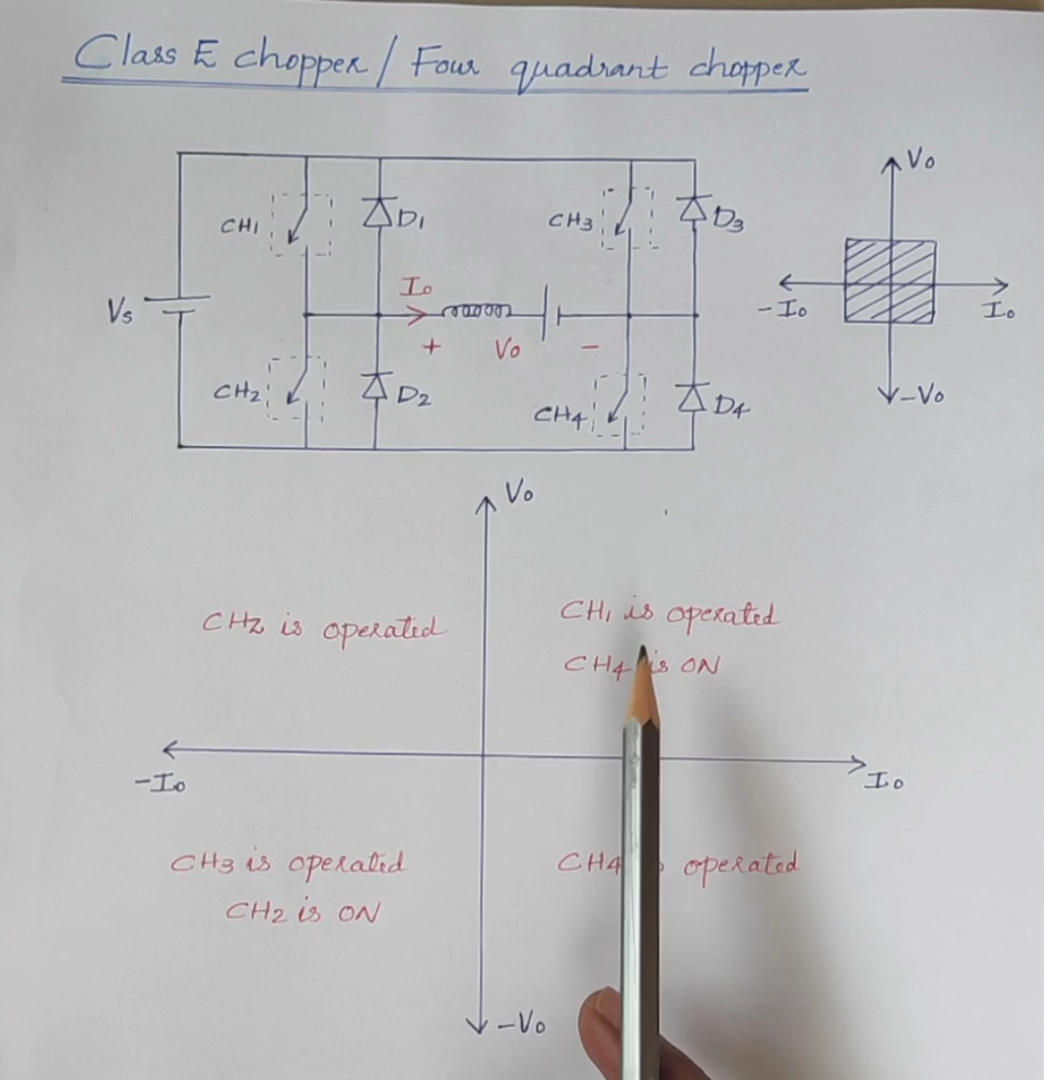 Class E chopper / Four quadrant chopper
Vo
CH1
D1
CH3
D3
Io
Vs
-Io
Io
+ Vo -
CH2
D2
CH4
D4
-Vo
Vo
CH2 is operated
CH1 is operated
CH4 is ON
-Io
Io
CH3 is operated
CH4 operated
CH2 is ON
-Vo